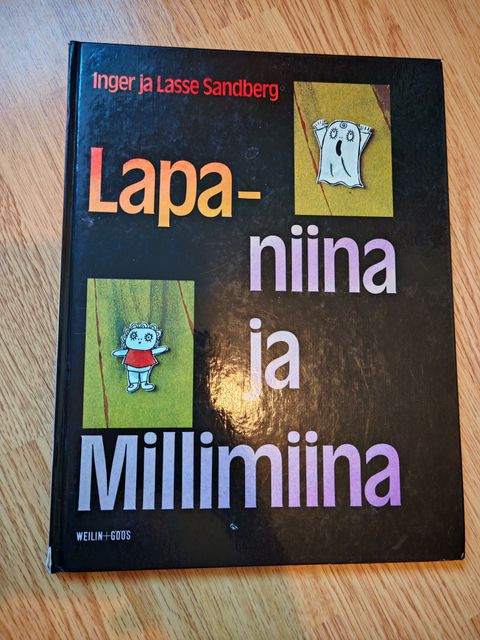 Inger ja Lasse Sandberg
Lapa-
niina
ja
Millimiina
WEILIN+GÖÖS